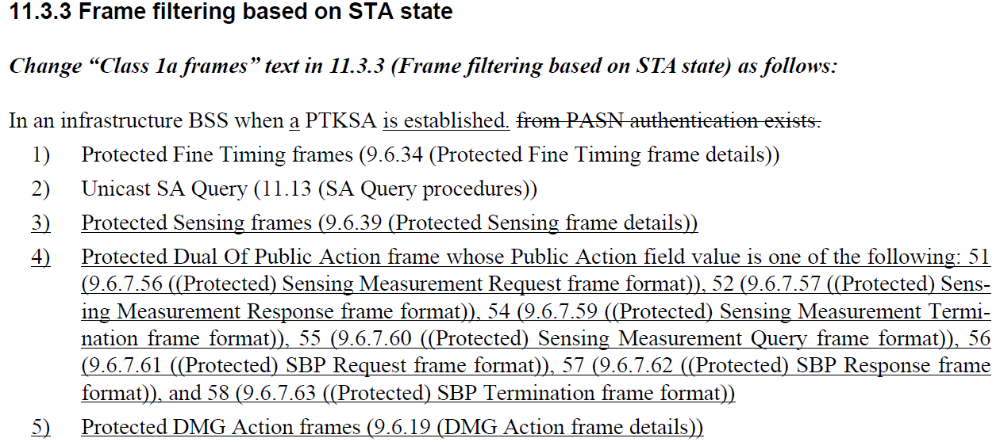 11.3.3 Frame filtering based on STA state
Change “Class 1a frames” text in 11.3.3 (Frame filtering based on STA state) as follows:
In an infrastructure BSS when a PTKSA is established. from PASN authentication exists.
1) Protected Fine Timing frames (9.6.34 (Protected Fine Timing frame details))
2) Unicast SA Query (11.13 (SA Query procedures))
3) Protected Sensing frames (9.6.39 (Protected Sensing frame details))
4) Protected Dual Of Public Action frame whose Public Action field value is one of the following: 51
(9.6.7.56 ((Protected) Sensing Measurement Request frame format)), 52 (9.6.7.57 ((Protected) Sens-
ing Measurement Response frame format)), 54 (9.6.7.59 ((Protected) Sensing Measurement Termi-
nation frame format)), 55 (9.6.7.60 ((Protected) Sensing Measurement Query frame format)), 56
(9.6.7.61 ((Protected) SBP Request frame format)), 57 (9.6.7.62 ((Protected) SBP Response frame
format)), and 58 (9.6.7.63 ((Protected) SBP Termination frame format))
5) Protected DMG Action frames (9.6.19 (DMG Action frame details))